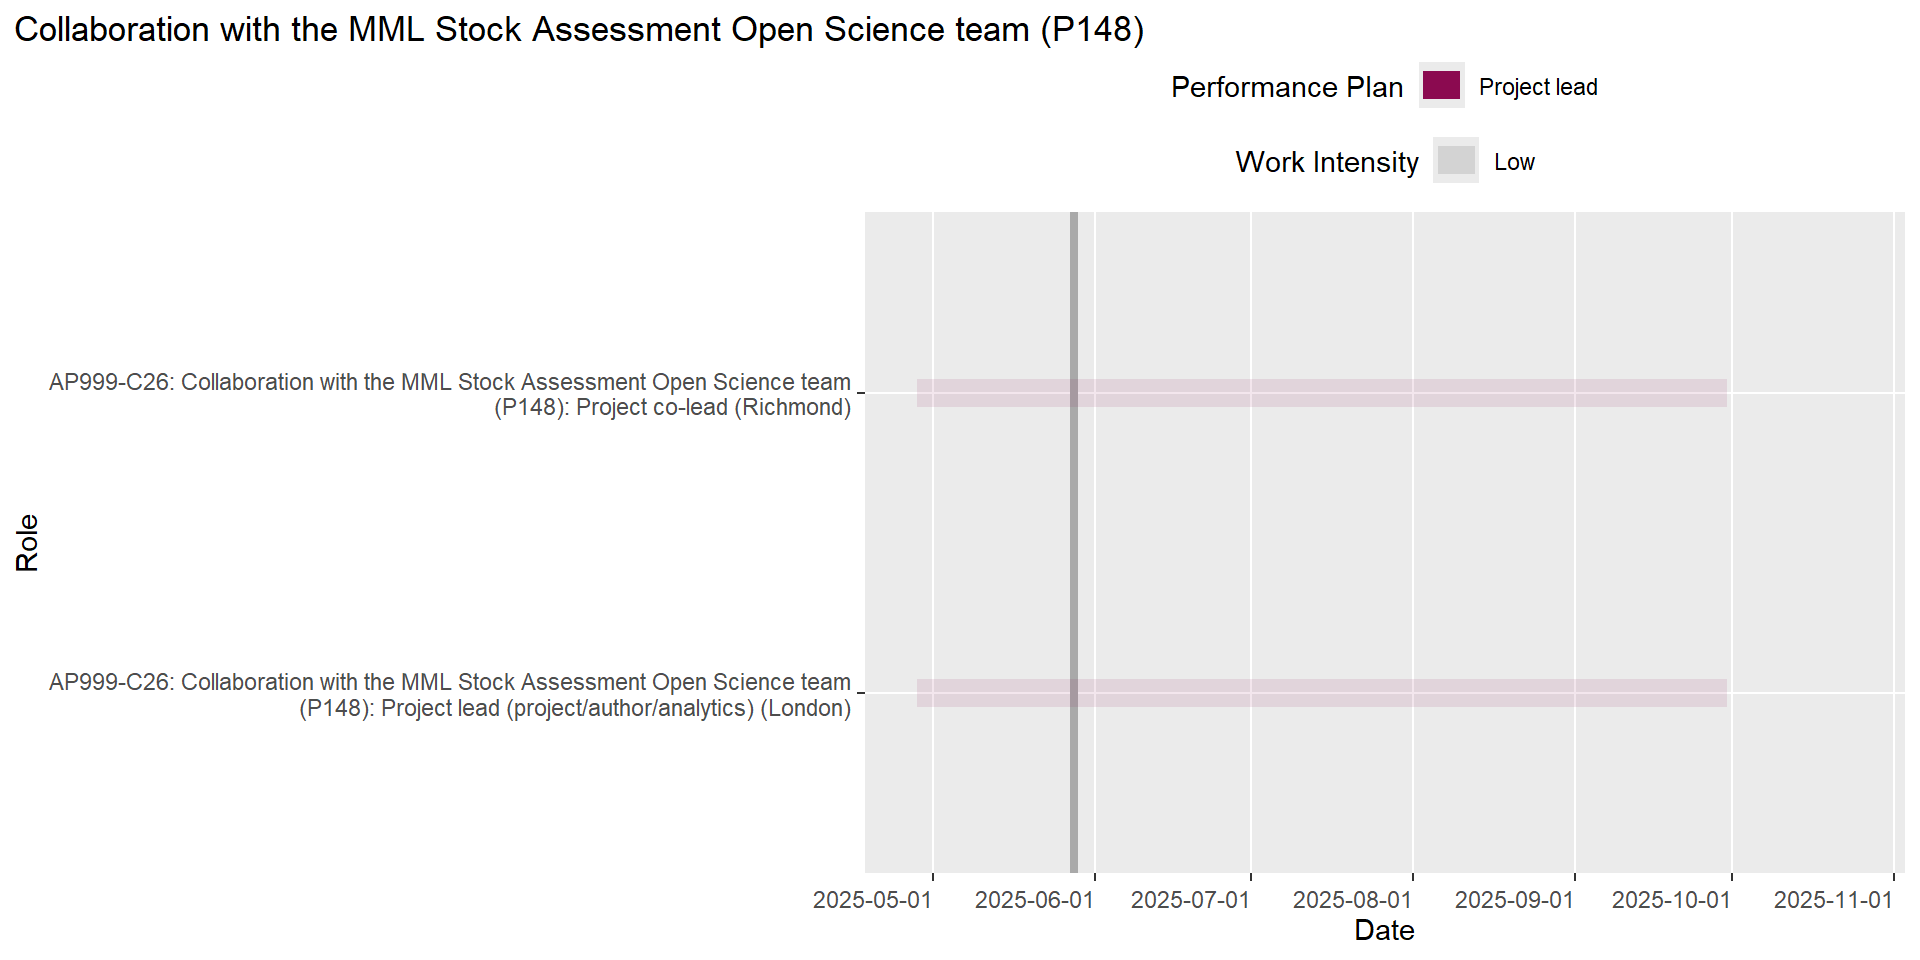 Collaboration with the MML Stock Assessment Open Science team (P148)
Performance Plan Project lead
Work Intensity Low
AP999-C26: Collaboration with the MML Stock Assessment Open Science team
(P148): Project co-lead (Richmond)
Role
AP999-C26: Collaboration with the MML Stock Assessment Open Science team
(P148): Project lead (project/author/analytics) (London)
2025-05-01 2025-06-01 2025-07-01 2025-08-01 2025-09-01 2025-10-01 2025-11-01
Date